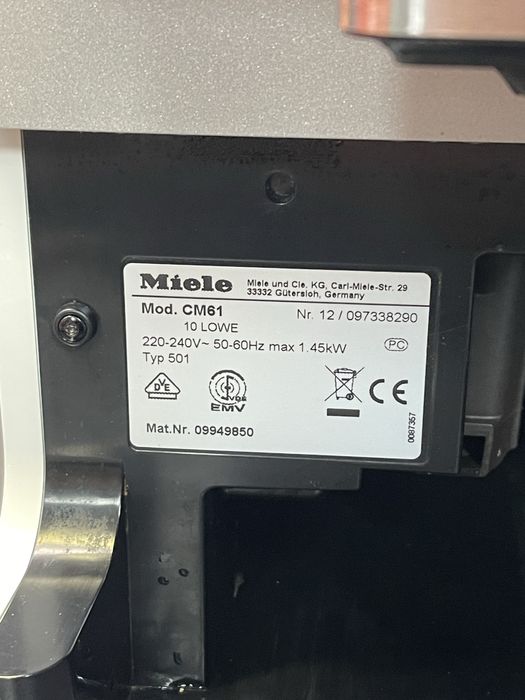 Miele
Miele und Cie. KG, Carl-Miele-Str. 29
33332 Gütersloh, Germany
Mod. CM61
Nr. 12 / 097338290
10 LOWE
220-240V~ 50-60Hz max 1.45kW
PC
Typ 501
DVE
VDE
EMV
CE
Mat.Nr. 09949850
0087357